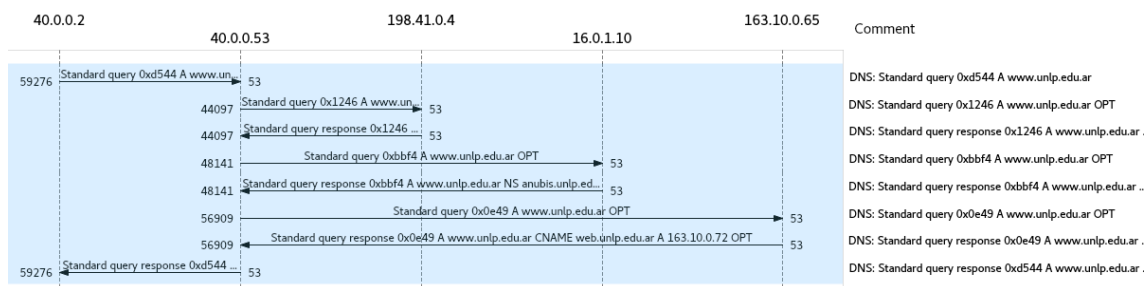 40.0.0.2 198.41.0.4 163.10.0.65
40.0.0.53 16.0.1.10 Comment
59276 Standard query 0xd544 A www.un... 53 DNS: Standard query 0xd544 A www.unlp.edu.ar
44097 Standard query 0x1246 A www.un... 53 DNS: Standard query 0x1246 A www.unlp.edu.ar OPT
44097 Standard query response 0x1246 ... 53 DNS: Standard query response 0x1246 A www.unlp.edu.ar ...
48141 Standard query 0xbbf4 A www.unlp.edu.ar OPT 53 DNS: Standard query 0xbbf4 A www.unlp.edu.ar OPT
48141 Standard query response 0xbbf4 A www.unlp.edu.ar NS anubis.unlp.ed... 53 DNS: Standard query response 0xbbf4 A www.unlp.edu.ar ...
56909 Standard query 0x0e49 A www.unlp.edu.ar OPT 53 DNS: Standard query 0x0e49 A www.unlp.edu.ar OPT
56909 Standard query response 0x0e49 A www.unlp.edu.ar CNAME web.unlp.edu.ar A 163.10.0.72 OPT 53 DNS: Standard query response 0x0e49 A www.unlp.edu.ar ...
59276 Standard query response 0xd544 ... 53 DNS: Standard query response 0xd544 A www.unlp.edu.ar ...